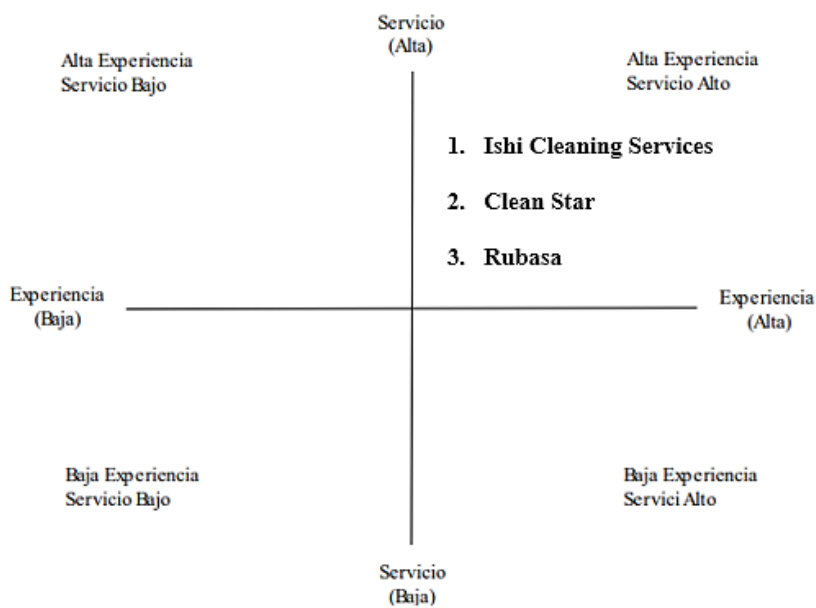 Servicio
(Alta)
Alta Experiencia
Servicio Bajo
Alta Experiencia
Servicio Alto
1. Ishi Cleaning Services
2. Clean Star
3. Rubasa
Experiencia
(Baja)
Experiencia
(Alta)
Baja Experiencia
Servicio Bajo
Baja Experiencia
Servici Alto
Servicio
(Baja)